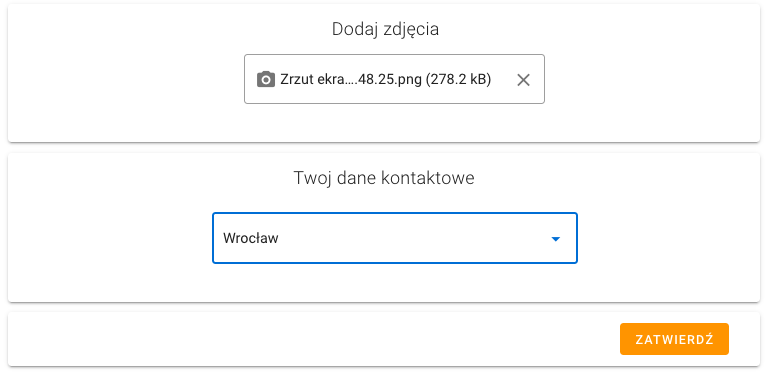 Dodaj zdjęcia
Zrzut ekra....48.25.png (278.2 kB)
Twoj dane kontaktowe
Wrocław
ZATWIERDŹ